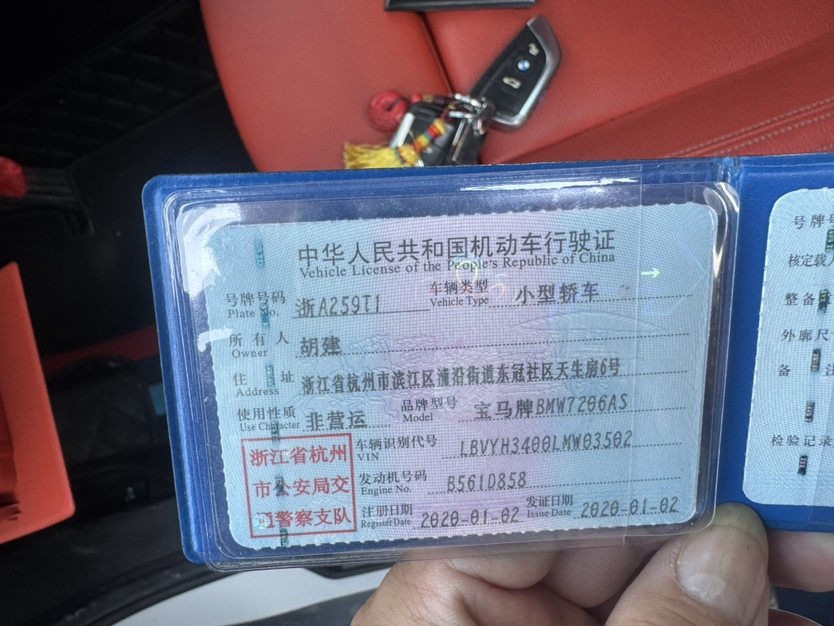 中华人民共和国机动车行驶证
Vehicle License of the People's Republic of China
号牌号码 浙A259T1 车辆类型 小型轿车
Plate No. Vehicle Type
所有人 胡建
Owner
住址 浙江省杭州市滨江区浦沿街道东冠社区天生房6号
Address
使用性质 非营运 品牌型号 宝马牌BMW7206AS
Use Character Model
浙江省杭州
市公安局交
通警察支队
车辆识别代号 LBVYH3400LMW03502
VIN
发动机号码 B561D858
Engine No.
注册日期 2020-01-02 发证日期 2020-01-02
Register Date Issue Date
号牌
核定载人
整备
外廓尺
备 注
检验记录